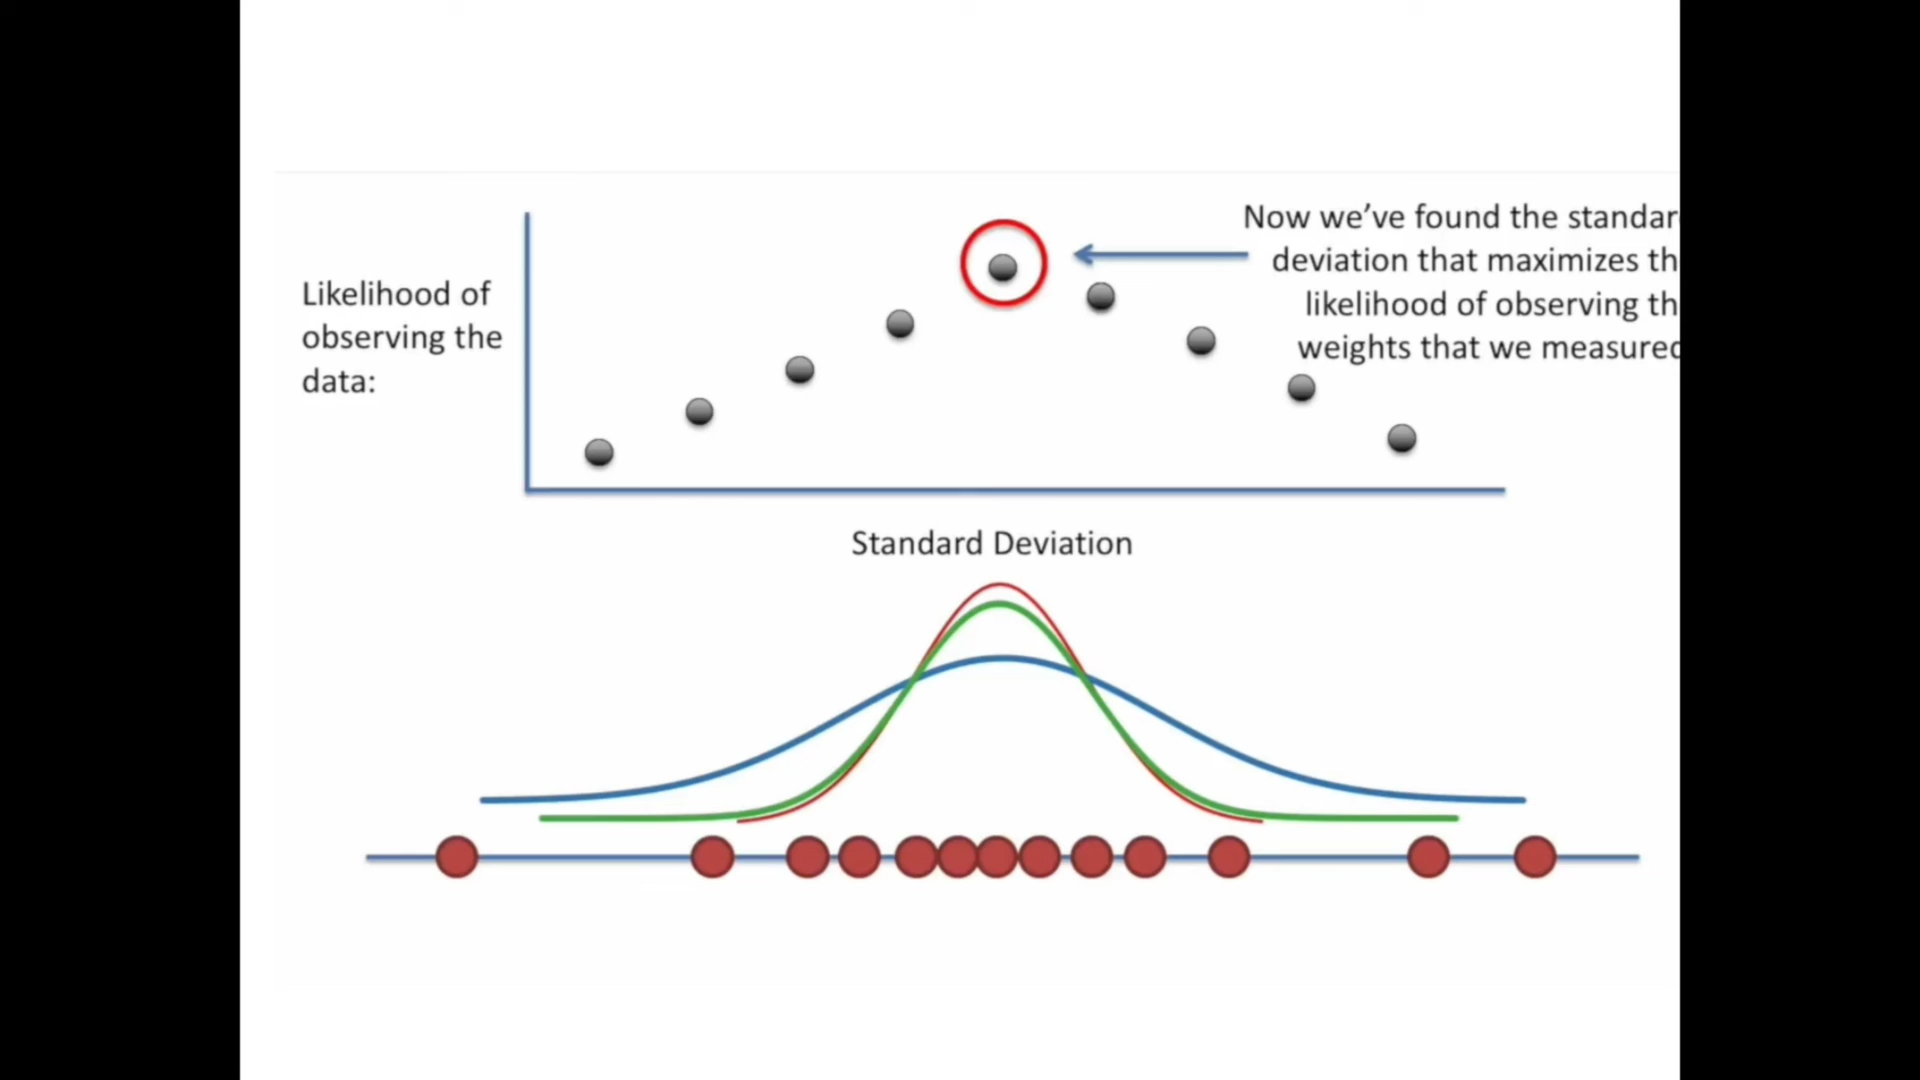 Likelihood of
observing the
data:
Now we've found the standar
deviation that maximizes th
likelihood of observing th
weights that we measured
Standard Deviation